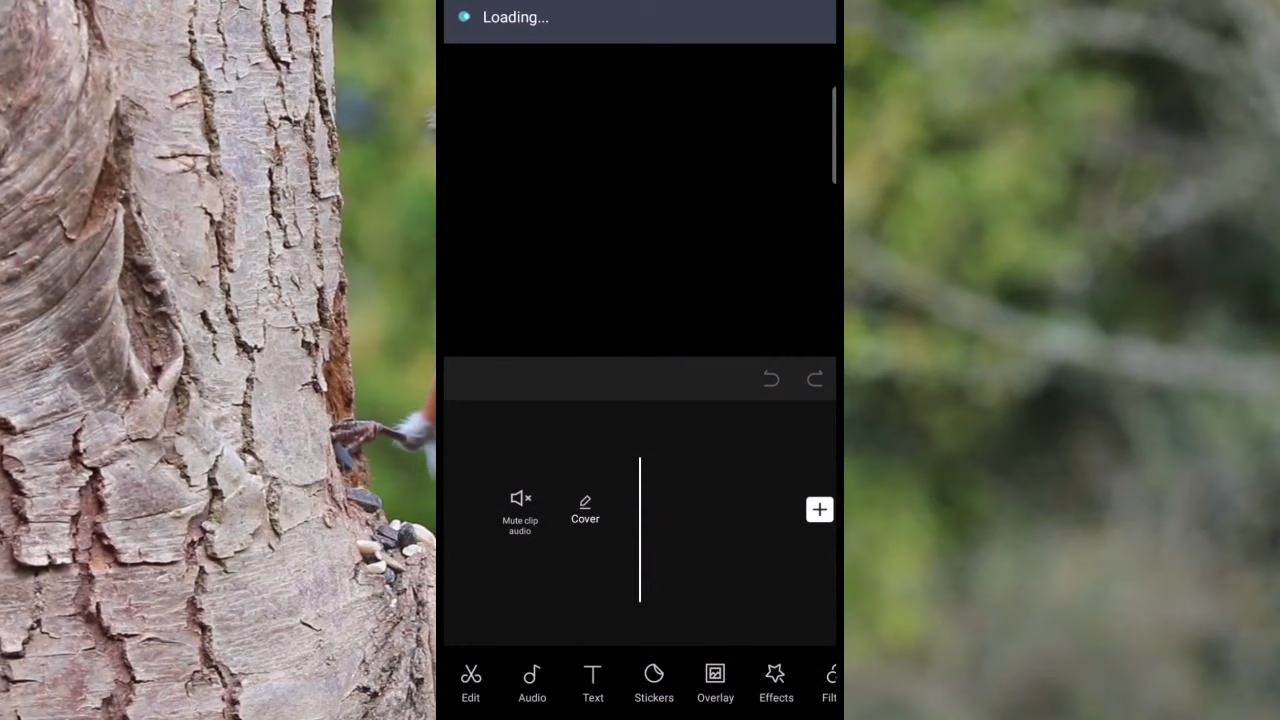 Loading...
Mute clip
audio
Cover
Edit
Audio
Text
Stickers
Overlay
Effects
Filt